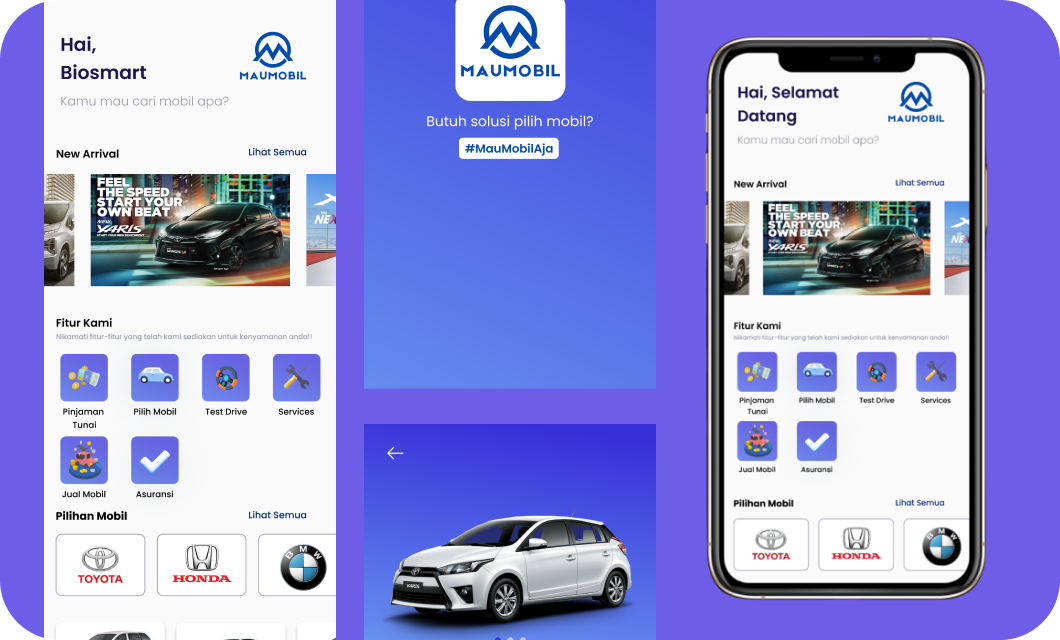 Hai,
Biosmart
MAUMOBIL
Kamu mau cari mobil apa?
New Arrival
Lihat Semua
FEEL
THE SPEED
START YOUR
OWN BEAT
NEW
YARIS
NE
Fitur Kami
Nikamati fitur-fitur yang telah kami sediakan untuk kenyamanan anda!!
Pinjaman
Tunai
Pilih Mobil
Test Drive
Services
Jual Mobil
Asuransi
Pilihan Mobil
Lihat Semua
TOYOTA
HONDA
BMW
MAUMOBIL
Butuh solusi pilih mobil?
#MauMobilAja
YARIS
Hai, Selamat
Datang
MAUMOBIL
Kamu mau cari mobil apa?
New Arrival
Lihat Semua
FEEL
THE SPEED
START YOUR
OWN BEAT
NEW
YARIS
NE
Fitur Kami
Nikamati fitur-fitur yang telah kami sediakan untuk kenyamanan anda!!
Pinjaman
Tunai
Pilih Mobil
Test Drive
Services
Jual Mobil
Asuransi
Pilihan Mobil
Lihat Semua
TOYOTA
HONDA
BMW